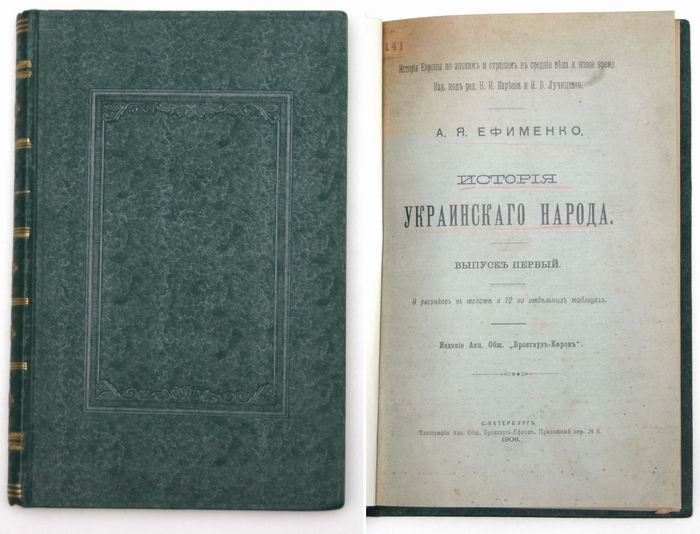 141
Исторія Европы по эпохамъ и странамъ въ средніе вѣка и новое время
Изд. подъ ред. Н. И. Карѣева и И. В. Лучицкаго.
А. Я. ЕФИМЕНКО.
ИСТОРІЯ
УКРАИНСКАГО НАРОДА.
ВЫПУСКЪ ПЕРВЫЙ.
9 рисунковъ въ текстѣ и 12 на отдѣльныхъ таблицахъ.
Изданіе Акц. Общ. „Брокгаузъ-Ефронъ".
С.-ПЕТЕРБУРГЪ.
Типографія Акц. Общ. Брокгаузъ-Ефронъ. Прачешный пер. № 6.
1906.